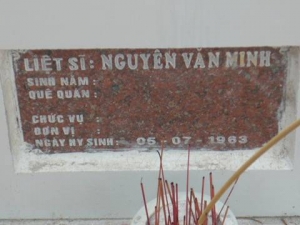 LIỆT SĨ : NGUYỄN VĂN MINH
SINH NĂM :
QUÊ QUÁN :
CHỨC VỤ :
ĐƠN VỊ :
NGÀY HY SINH : 05 - 07 - 1963